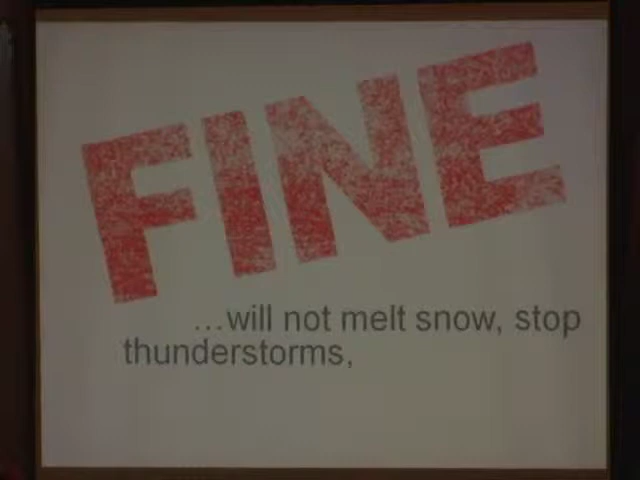 FINE
...will not melt snow, stop
thunderstorms,